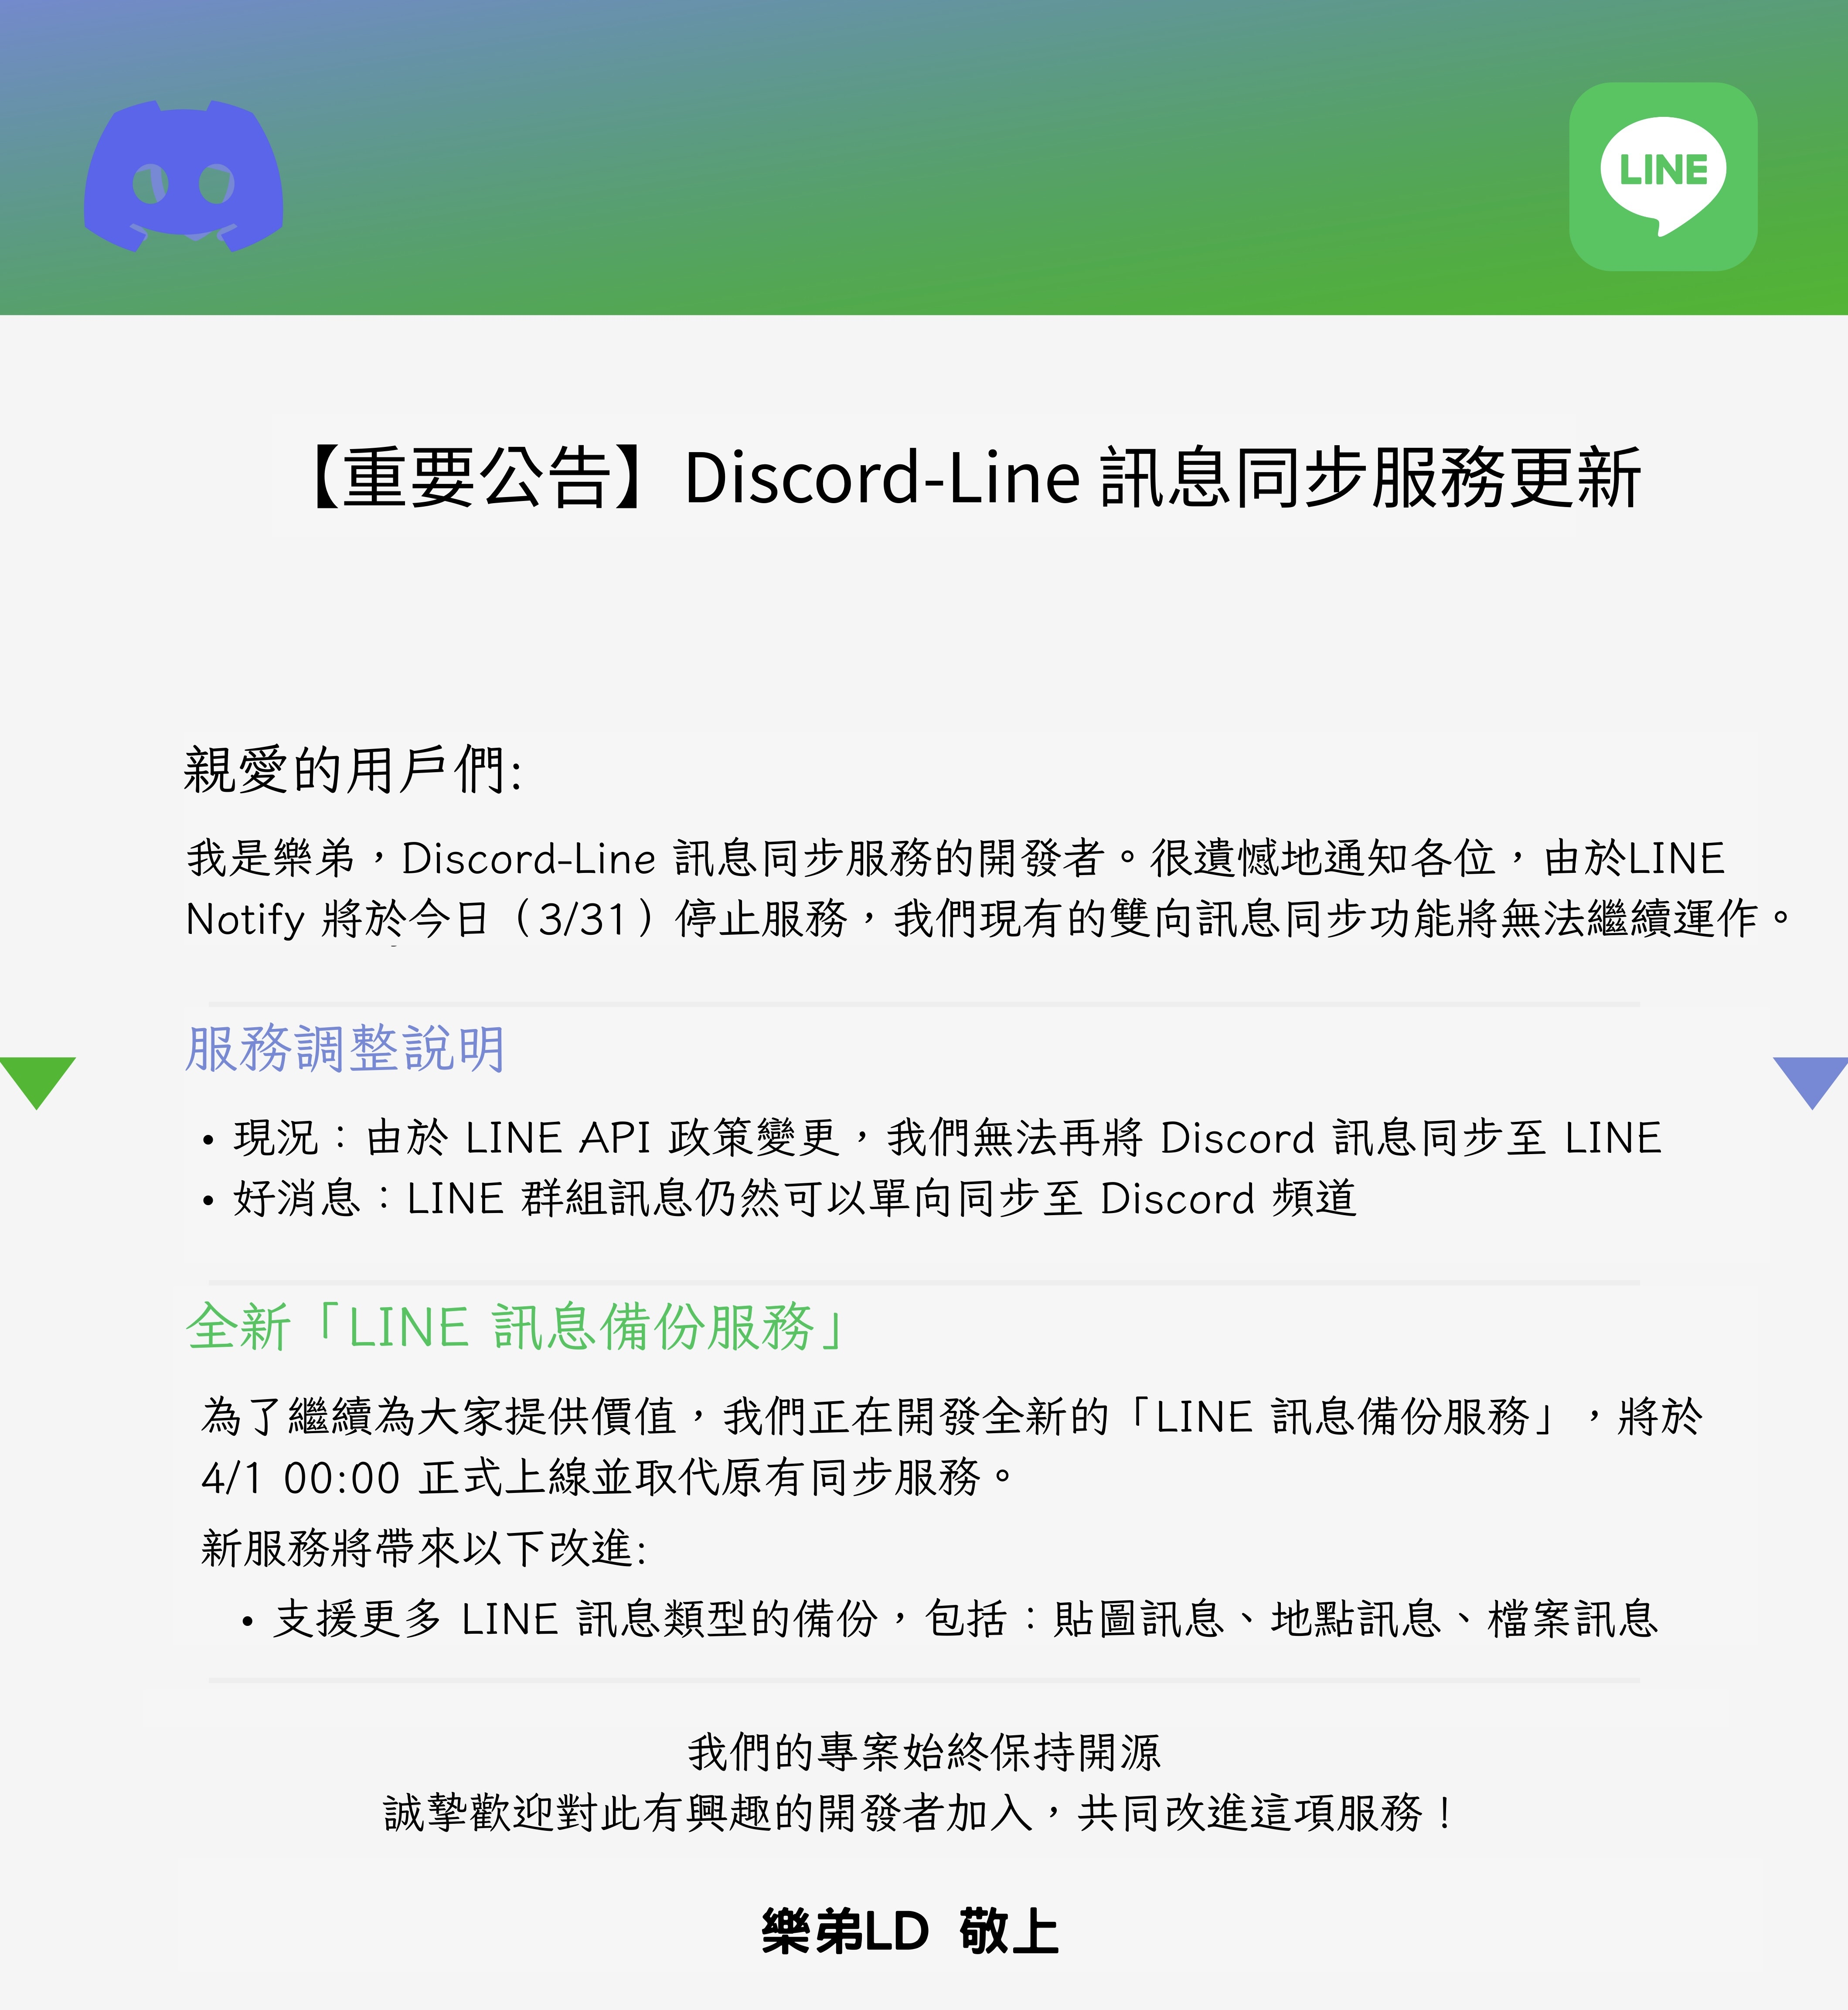 LINE
【重要公告】Discord-Line 訊息同步服務更新
親愛的用戶們:
我是樂弟，Discord-Line 訊息同步服務的開發者。很遺憾地通知各位，由於LINE
Notify 將於今日（3/31）停止服務，我們現有的雙向訊息同步功能將無法繼續運作。
服務調整說明
• 現況：由於 LINE API 政策變更，我們無法再將 Discord 訊息同步至 LINE
• 好消息：LINE 群組訊息仍然可以單向同步至 Discord 頻道
全新「LINE 訊息備份服務」
為了繼續為大家提供價值，我們正在開發全新的「LINE 訊息備份服務」，將於
4/1 00:00 正式上線並取代原有同步服務。
新服務將帶來以下改進:
• 支援更多 LINE 訊息類型的備份，包括：貼圖訊息、地點訊息、檔案訊息
我們的專案始終保持開源
誠摯歡迎對此有興趣的開發者加入，共同改進這項服務！
樂弟LD 敬上